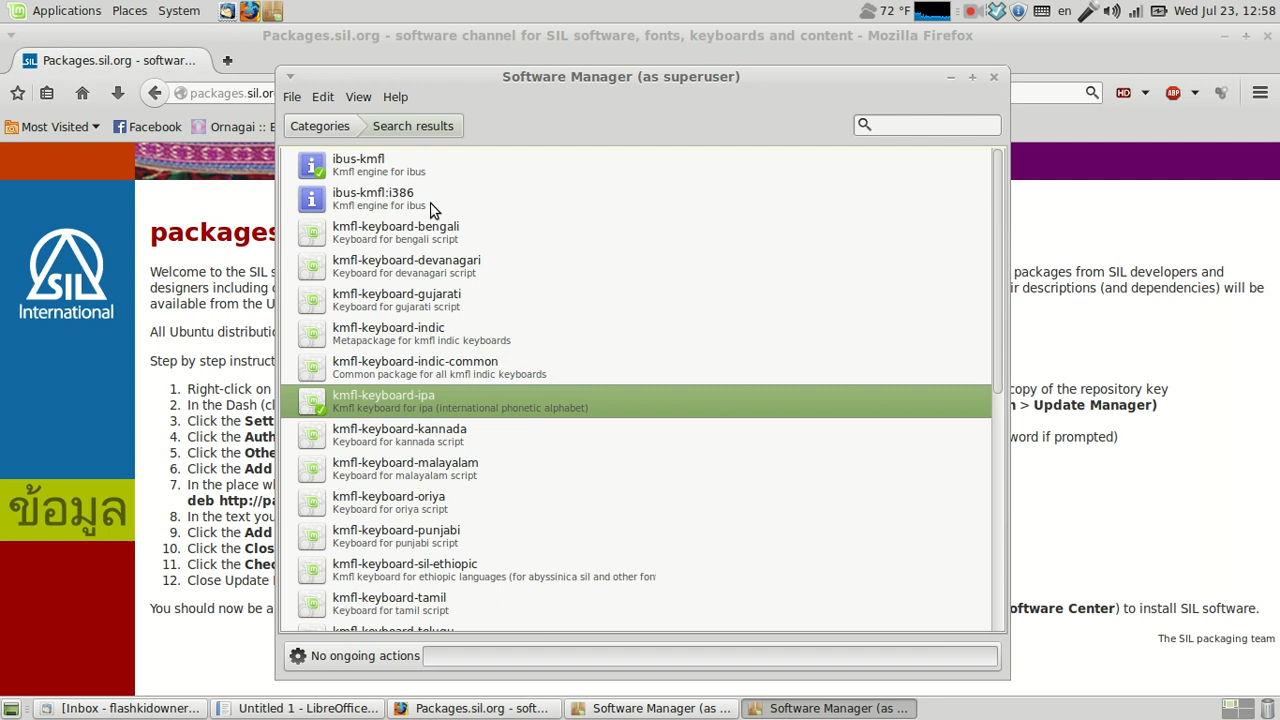 Applications Places System
72 °F
en
Wed Jul 23, 12:58
Packages.sil.org - software channel for SIL software, fonts, keyboards and content - Mozilla Firefox
Packages.sil.org - softwar...
packages.sil.or
HD
ABP
Most Visited
Facebook
Ornagai ::
Software Manager (as superuser)
File Edit View Help
Categories
Search results
ibus-kmfl
Kmfl engine for ibus
ibus-kmfl:i386
Kmfl engine for ibus
kmfl-keyboard-bengali
Keyboard for bengali script
kmfl-keyboard-devanagari
Keyboard for devanagari script
kmfl-keyboard-gujarati
Keyboard for gujarati script
kmfl-keyboard-indic
Metapackage for kmfl indic keyboards
kmfl-keyboard-indic-common
Common package for all kmfl indic keyboards
kmfl-keyboard-ipa
Kmfl keyboard for ipa (international phonetic alphabet)
kmfl-keyboard-kannada
Keyboard for kannada script
kmfl-keyboard-malayalam
Keyboard for malayalam script
kmfl-keyboard-oriya
Keyboard for oriya script
kmfl-keyboard-punjabi
Keyboard for punjabi script
kmfl-keyboard-sil-ethiopic
Kmfl keyboard for ethiopic languages (for abyssinica sil and other fon
kmfl-keyboard-tamil
Keyboard for tamil script
No ongoing actions
SIL
International
ข้อมูล
packages
Welcome to the SIL s
packages from SIL developers and
designers including
ir descriptions (and dependencies) will be
available from the U
All Ubuntu distributi
Step by step instruct
1. Right-click on
copy of the repository key
2. In the Dash (cl
> Update Manager)
3. Click the Sett
4. Click the Auth
word if prompted)
5. Click the Othe
6. Click the Add
7. In the place w
deb http://pa
8. In the text you
9. Click the Add
10. Click the Clos
11. Click the Chec
12. Close Update
You should now be a
oftware Center) to install SIL software.
The SIL packaging team
[Inbox - flashkidowner...
Untitled 1 - LibreOffice...
Packages.sil.org - soft...
Software Manager (as ...
Software Manager (as ...